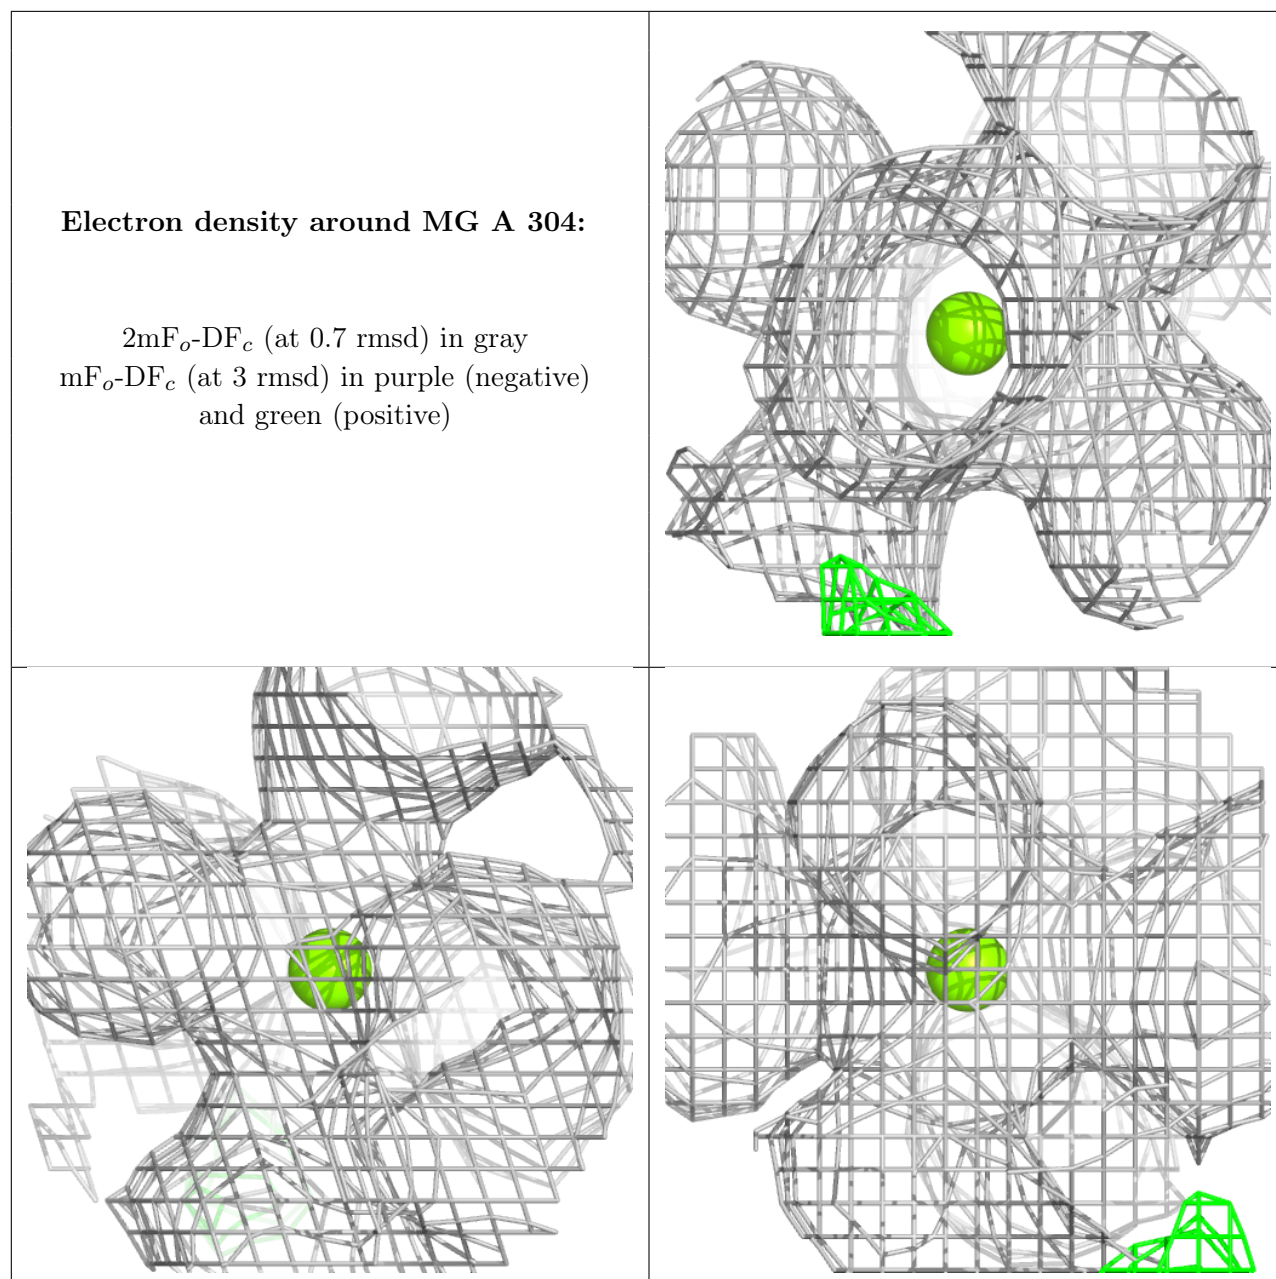 Electron density around MG A 304:
2mFo-DFc (at 0.7 rmsd) in gray
mFo-DFc (at 3 rmsd) in purple (negative)
and green (positive)